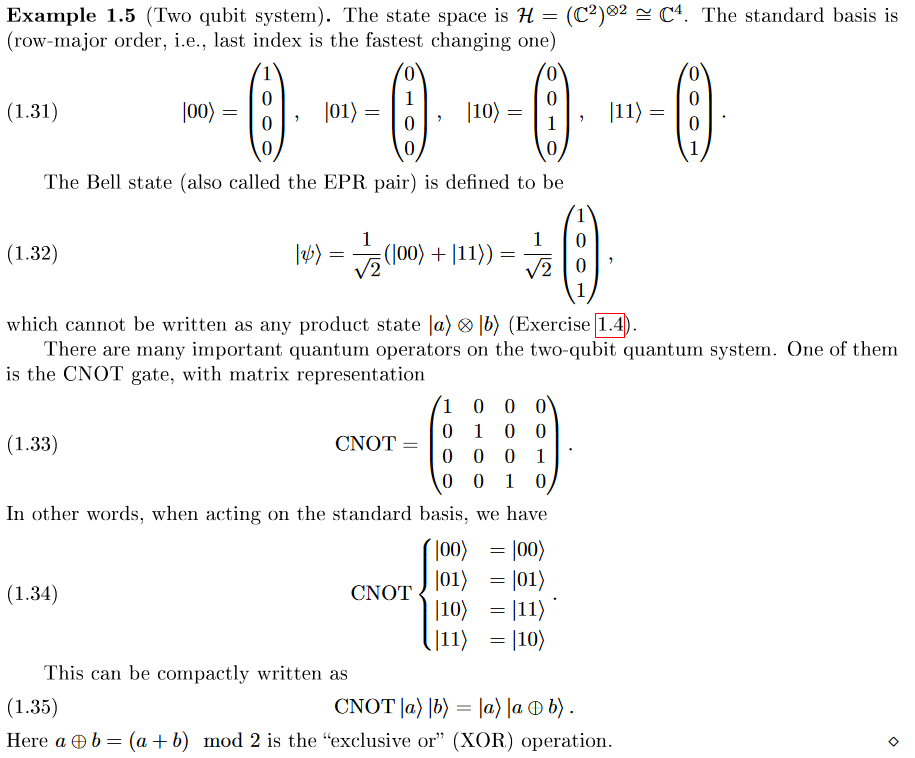 Example 1.5 (Two qubit system). The state space is $\mathcal{H} = (\mathbb{C}^2)^{\otimes 2} \cong \mathbb{C}^4$. The standard basis is
(row-major order, i.e., last index is the fastest changing one)
(1.31) $|00\rangle = \begin{pmatrix} 1 \\ 0 \\ 0 \\ 0 \end{pmatrix}, \quad |01\rangle = \begin{pmatrix} 0 \\ 1 \\ 0 \\ 0 \end{pmatrix}, \quad |10\rangle = \begin{pmatrix} 0 \\ 0 \\ 1 \\ 0 \end{pmatrix}, \quad |11\rangle = \begin{pmatrix} 0 \\ 0 \\ 0 \\ 1 \end{pmatrix}.$
The Bell state (also called the EPR pair) is defined to be
(1.32) $|\psi\rangle = \frac{1}{\sqrt{2}}(|00\rangle + |11\rangle) = \frac{1}{\sqrt{2}} \begin{pmatrix} 1 \\ 0 \\ 0 \\ 1 \end{pmatrix},$
which cannot be written as any product state $|a\rangle \otimes |b\rangle$ (Exercise 1.4).
There are many important quantum operators on the two-qubit quantum system. One of them
is the CNOT gate, with matrix representation
(1.33) $\text{CNOT} = \begin{pmatrix} 1 & 0 & 0 & 0 \\ 0 & 1 & 0 & 0 \\ 0 & 0 & 0 & 1 \\ 0 & 0 & 1 & 0 \end{pmatrix}.$
In other words, when acting on the standard basis, we have
(1.34) $\text{CNOT} \begin{cases} |00\rangle & = |00\rangle \\ |01\rangle & = |01\rangle \\ |10\rangle & = |11\rangle \\ |11\rangle & = |10\rangle \end{cases}.$
This can be compactly written as
(1.35) $\text{CNOT} |a\rangle |b\rangle = |a\rangle |a \oplus b\rangle.$
Here $a \oplus b = (a + b) \mod 2$ is the “exclusive or” (XOR) operation. ⋄